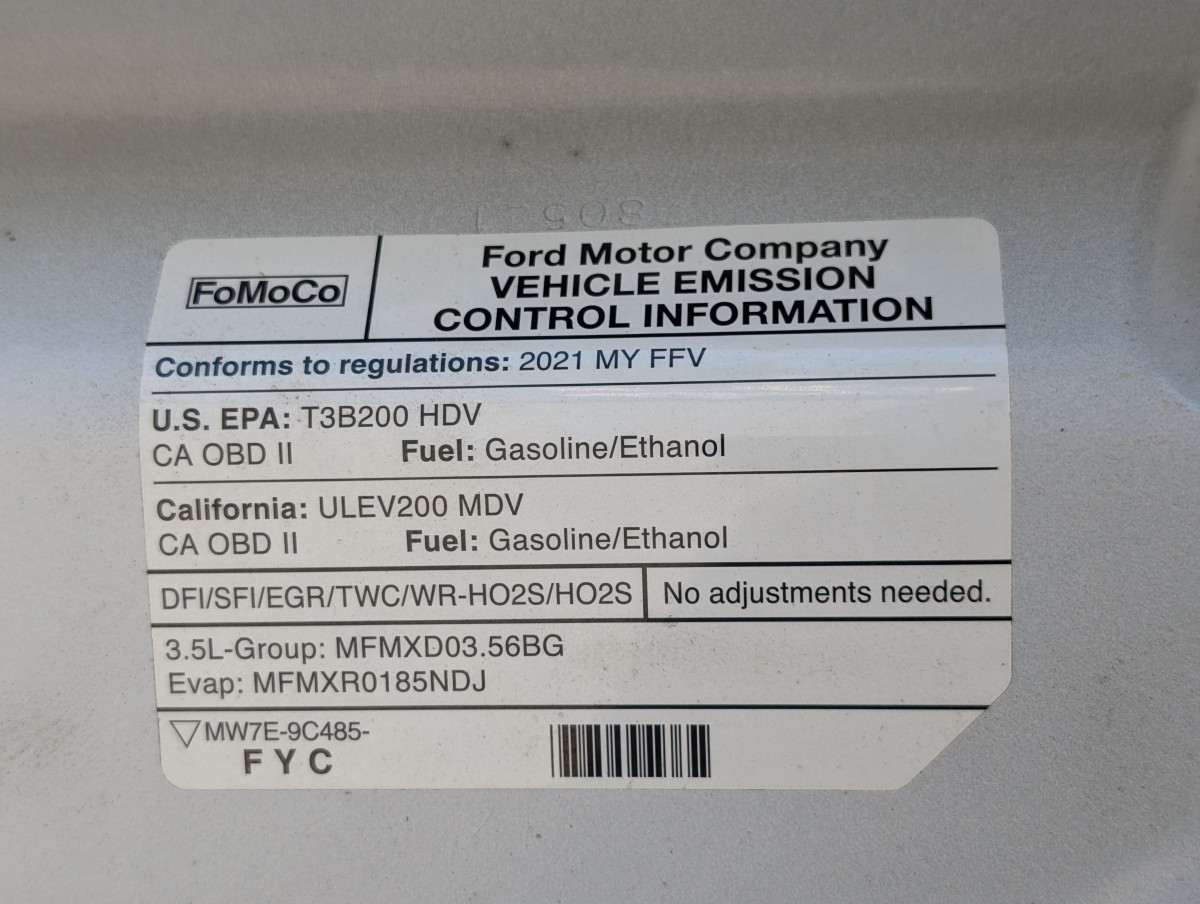 FoMoCo
Ford Motor Company
VEHICLE EMISSION
CONTROL INFORMATION
Conforms to regulations: 2021 MY FFV
U.S. EPA: T3B200 HDV
CA OBD II Fuel: Gasoline/Ethanol
California: ULEV200 MDV
CA OBD II Fuel: Gasoline/Ethanol
DFI/SFI/EGR/TWC/WR-HO2S/HO2S No adjustments needed.
3.5L-Group: MFMXD03.56BG
Evap: MFMXR0185NDJ
MW7E-9C485-
FYC